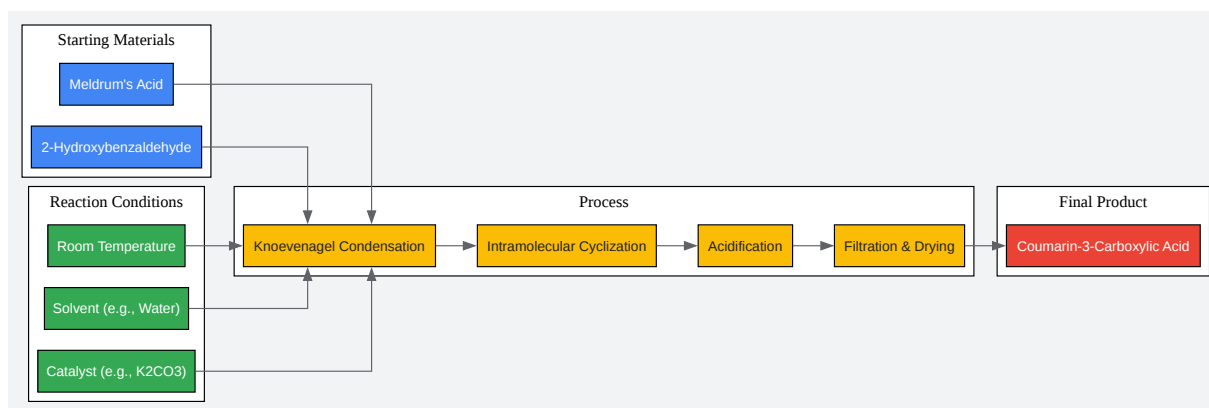 Starting Materials
Meldrum's Acid
2-Hydroxybenzaldehyde
Reaction Conditions
Room Temperature
Solvent (e.g., Water)
Catalyst (e.g., K2CO3)
Process
Knoevenagel Condensation
Intramolecular Cyclization
Acidification
Filtration & Drying
Final Product
Coumarin-3-Carboxylic Acid